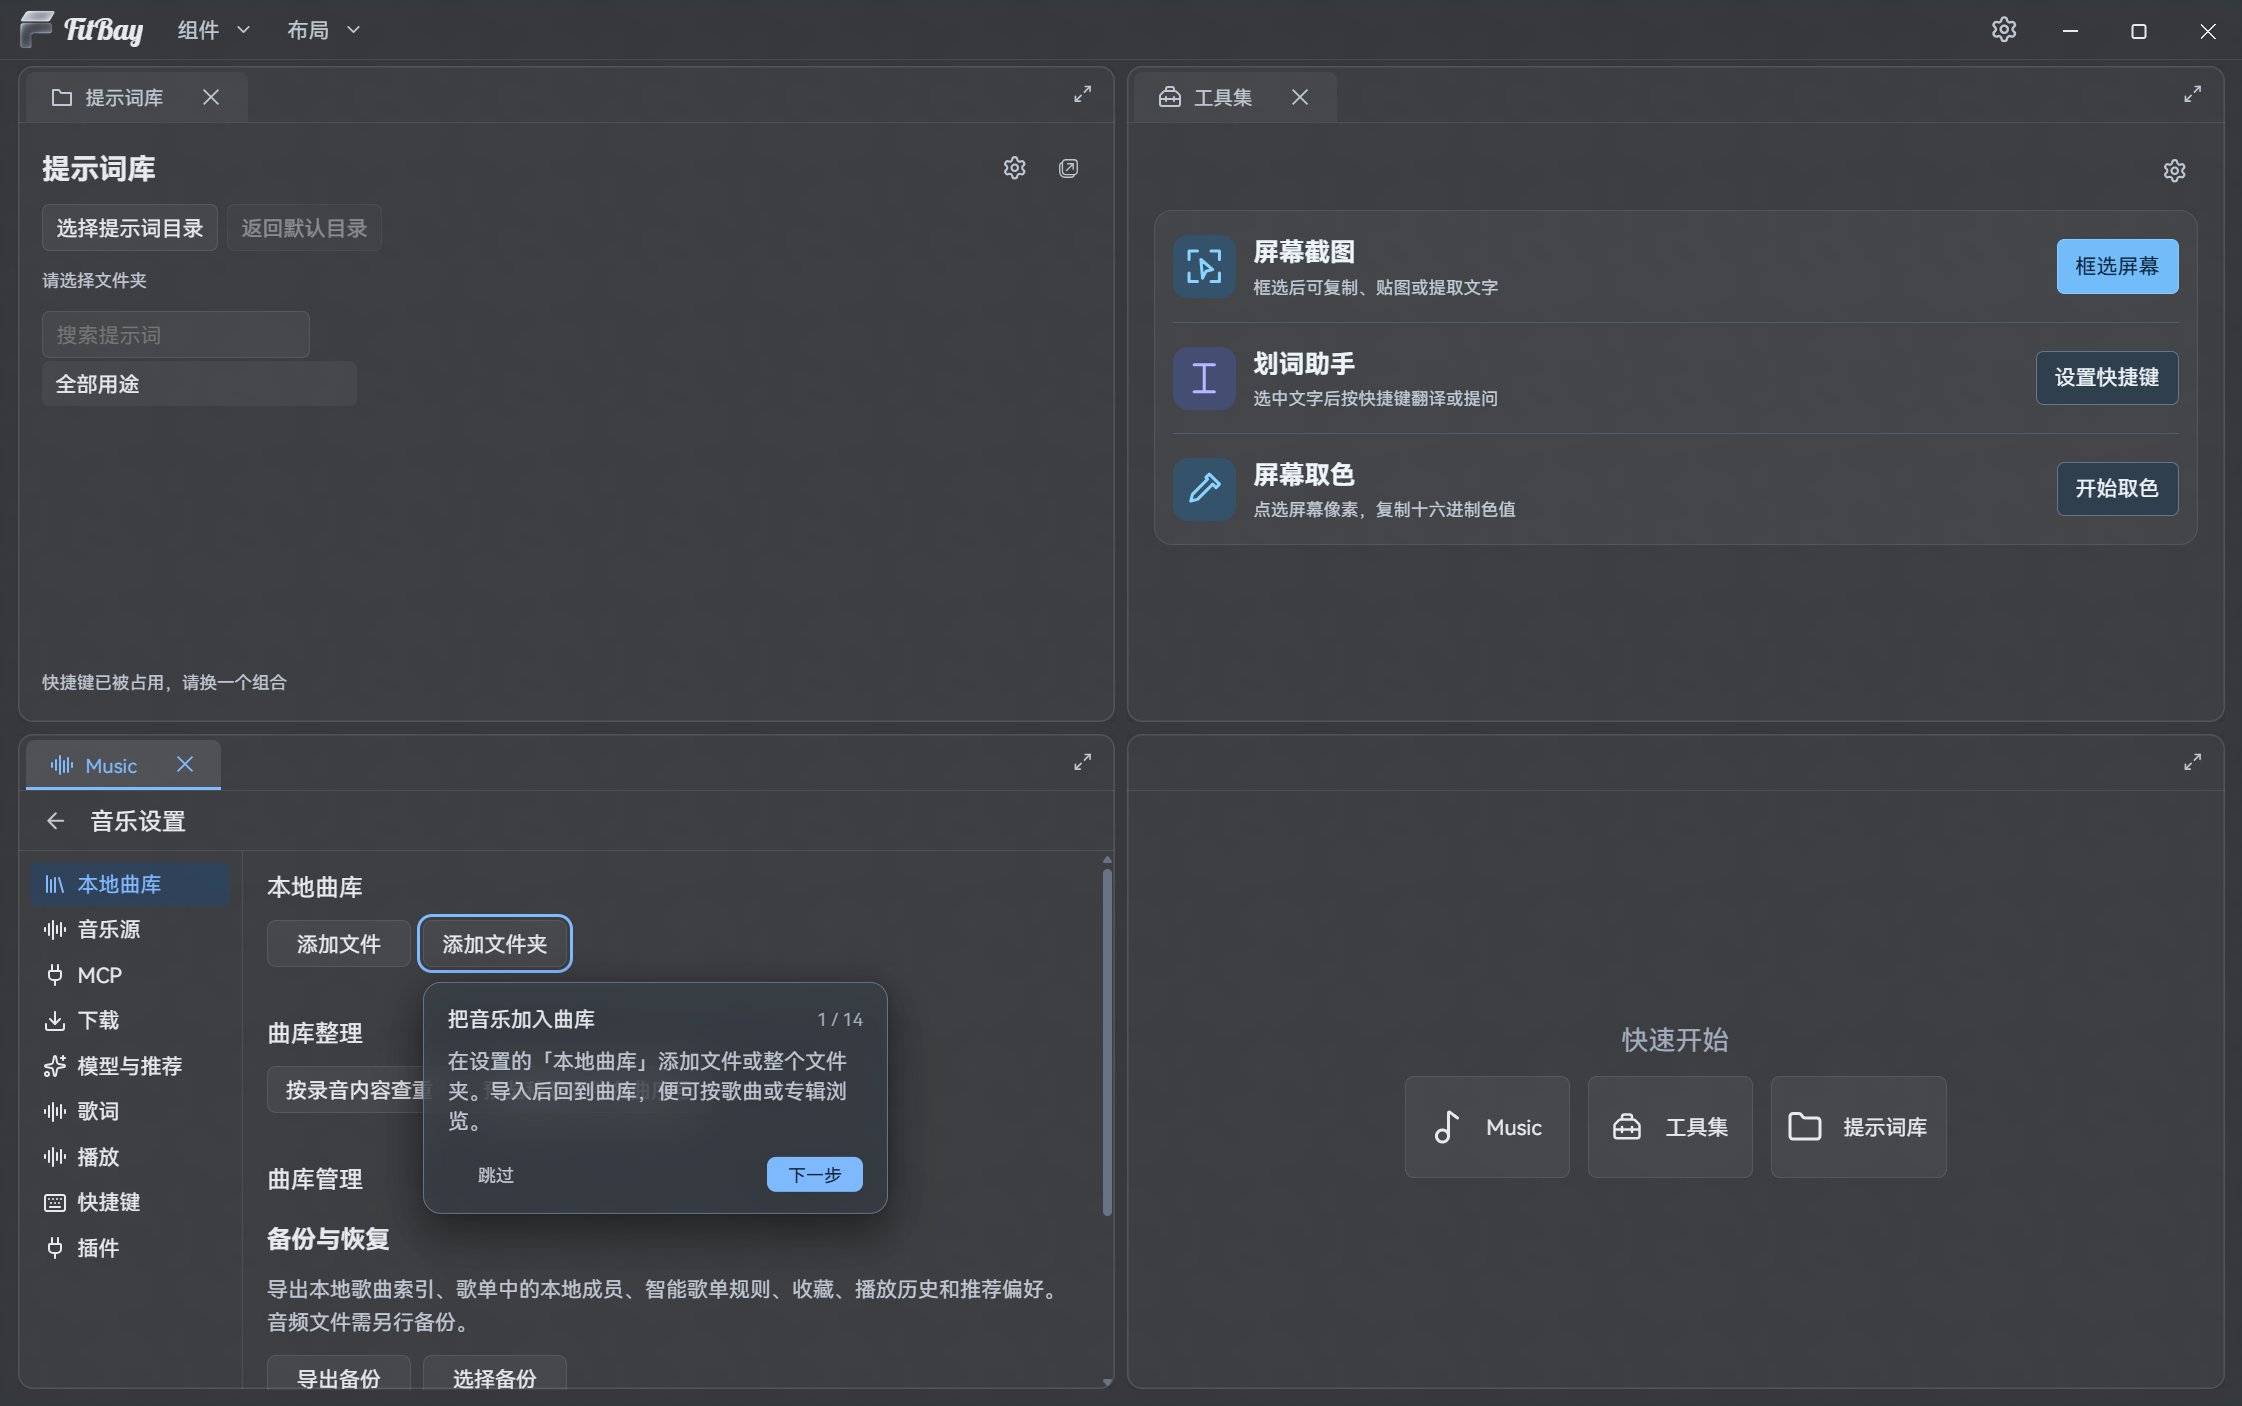 FitBay 组件 布局
提示词库
提示词库
选择提示词目录 返回默认目录
请选择文件夹
搜索提示词
全部用途
快捷键已被占用，请换一个组合
工具集
屏幕截图
框选后可复制、贴图或提取文字
框选屏幕
划词助手
选中文字后按快捷键翻译或提问
设置快捷键
屏幕取色
点选屏幕像素，复制十六进制色值
开始取色
Music
音乐设置
本地曲库
音乐源
MCP
下载
模型与推荐
歌词
播放
快捷键
插件
本地曲库
添加文件 添加文件夹
曲库整理
按录音内容查重
曲库管理
备份与恢复
导出本地歌曲索引、歌单中的本地成员、智能歌单规则、收藏、播放历史和推荐偏好。
音频文件需另行备份。
导出备份 选择备份
把音乐加入曲库 1 / 14
在设置的「本地曲库」添加文件或整个文件
夹。导入后回到曲库，便可按歌曲或专辑浏
览。
跳过 下一步
快速开始
Music 工具集 提示词库